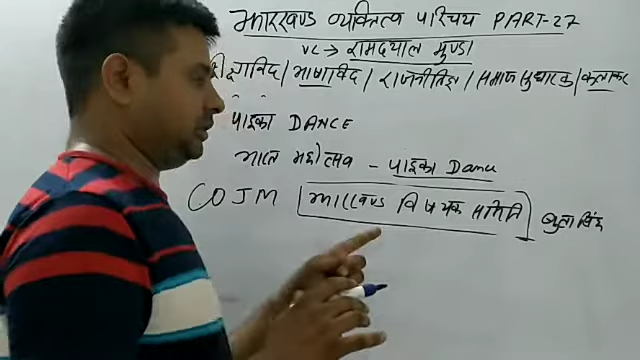 झारखण्ड व्यक्तित्व परिचय PART-27
VC → रामदयाल मुण्डा
भाषाविद / राजनीतिज्ञ / समाज सुधारक / कलाकार
पाइका DANCE
भारत महोत्सव - पाइका Dance
COJM झारखण्ड विषयक समिति